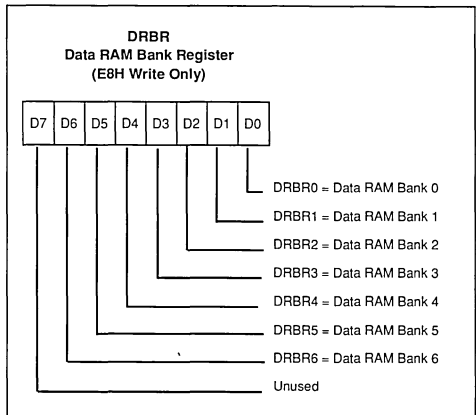 DRBR
Data RAM Bank Register
(E8H Write Only)
D7 D6 D5 D4 D3 D2 D1 D0
DRBR0 = Data RAM Bank 0
DRBR1 = Data RAM Bank 1
DRBR2 = Data RAM Bank 2
DRBR3 = Data RAM Bank 3
DRBR4 = Data RAM Bank 4
DRBR5 = Data RAM Bank 5
DRBR6 = Data RAM Bank 6
Unused